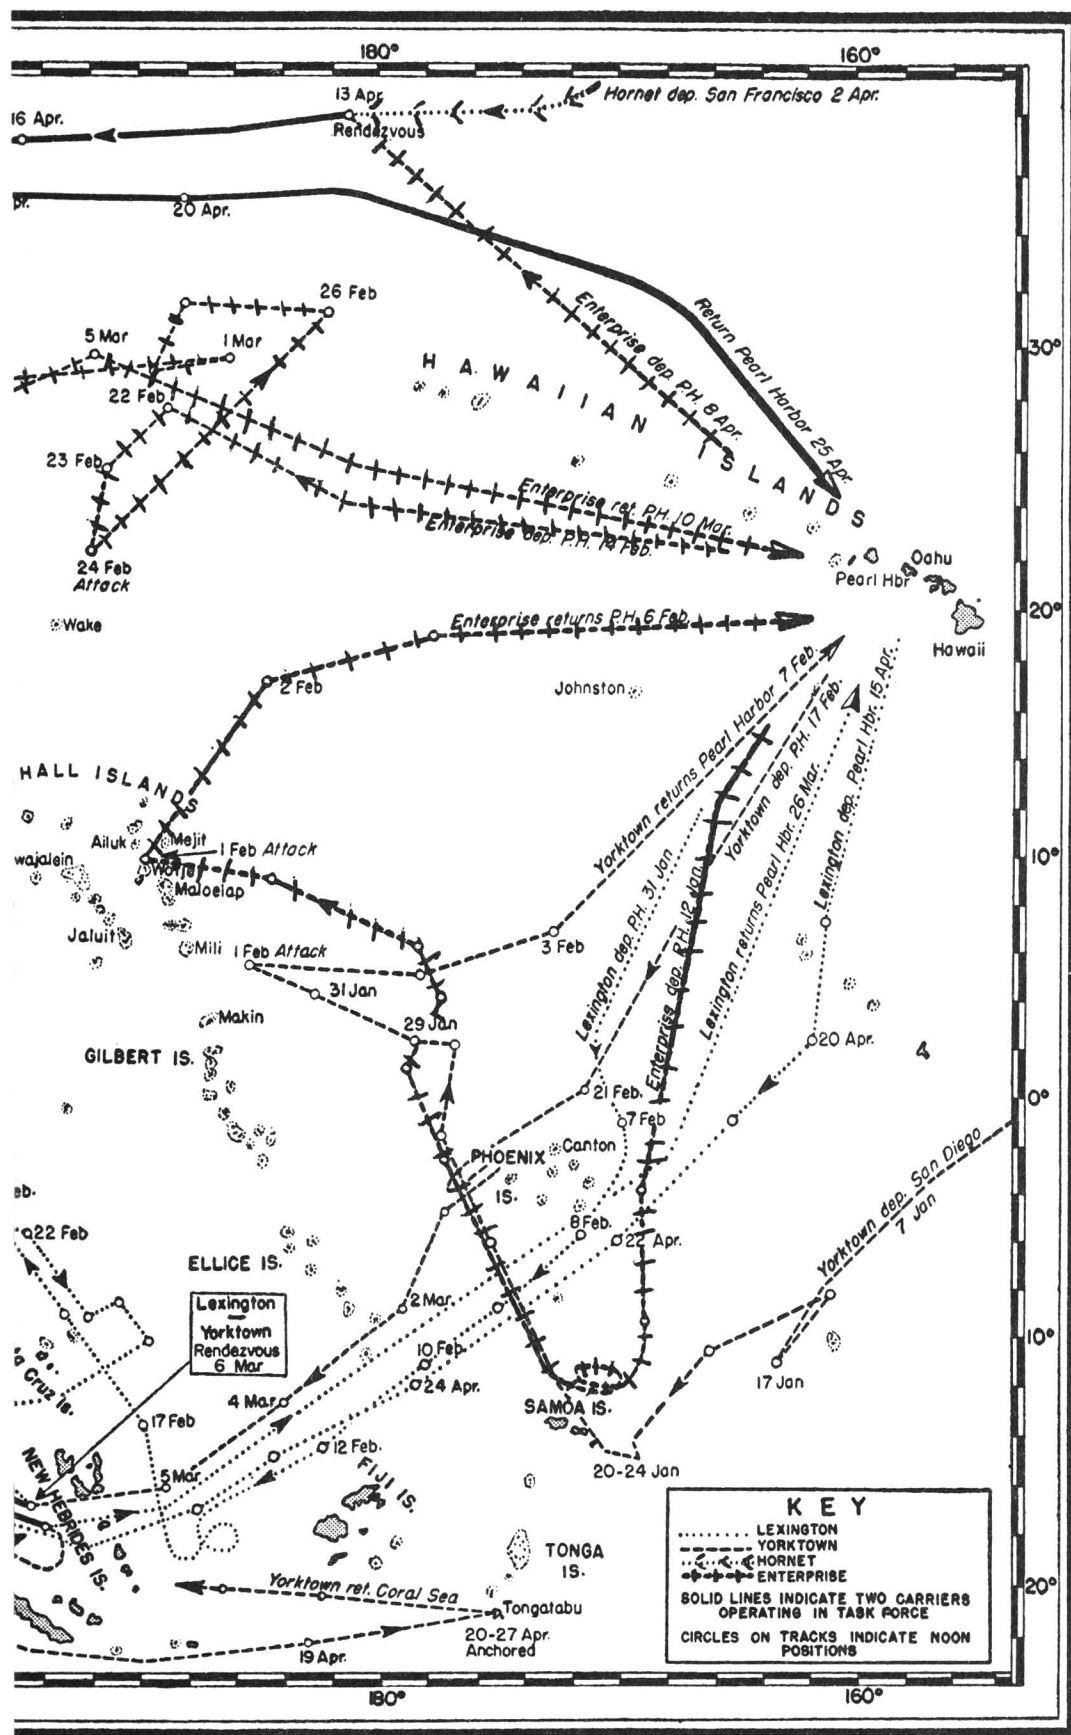 180°
160°
16 Apr.
13 Apr.
Rendezvous
Hornet dep. San Francisco 2 Apr.
pr.
20 Apr.
26 Feb
5 Mar
1 Mar
22 Feb
23 Feb
24 Feb
Attack
Enterprise dep. P.H. 8 Apr.
Return Pearl Harbor 25 Apr.
30°
HAWAIIAN ISLANDS
Enterprise ret. P.H. 10 Mar.
Enterprise dep. P.H. 14 Feb.
Oahu
Pearl Hbr
20°
Hawaii
Wake
Enterprise returns P.H. 6 Feb.
2 Feb
Johnston
HALL ISLANDS
Ailuk
Mejit
1 Feb Attack
wajalein
Wotje
Maloelap
Jaluit
Mili
1 Feb Attack
31 Jan
3 Feb
Yorktown returns Pearl Harbor 7 Feb.
Yorktown dep. P.H. 17 Feb.
Lexington dep. P.H. 31 Jan
Enterprise dep. P.H. 12 Jan.
Lexington returns Pearl Hbr. 26 Mar.
Lexington dep. Pearl Hbr. 15 Apr.
10°
Makin
29 Jan
GILBERT IS.
20 Apr.
21 Feb.
7 Feb
0°
Canton
PHOENIX
IS.
Yorktown dep. San Diego
7 Jan
eb.
22 Feb
8 Feb.
22 Apr.
ELLICE IS.
2 Mar.
Lexington
—
Yorktown
Rendezvous
6 Mar
10 Feb.
24 Apr.
17 Jan
10°
a Cruz Is.
4 Mar.
17 Feb
SAMOA IS.
12 Feb.
20-24 Jan
5 Mar
NEW HEBRIDES IS.
FIJI IS.
TONGA
IS.
KEY
LEXINGTON
YORKTOWN
HORNET
ENTERPRISE
SOLID LINES INDICATE TWO CARRIERS
OPERATING IN TASK FORCE
CIRCLES ON TRACKS INDICATE NOON
POSITIONS
20°
Yorktown ret. Coral Sea
Tongatabu
20-27 Apr.
Anchored
19 Apr.
180°
160°